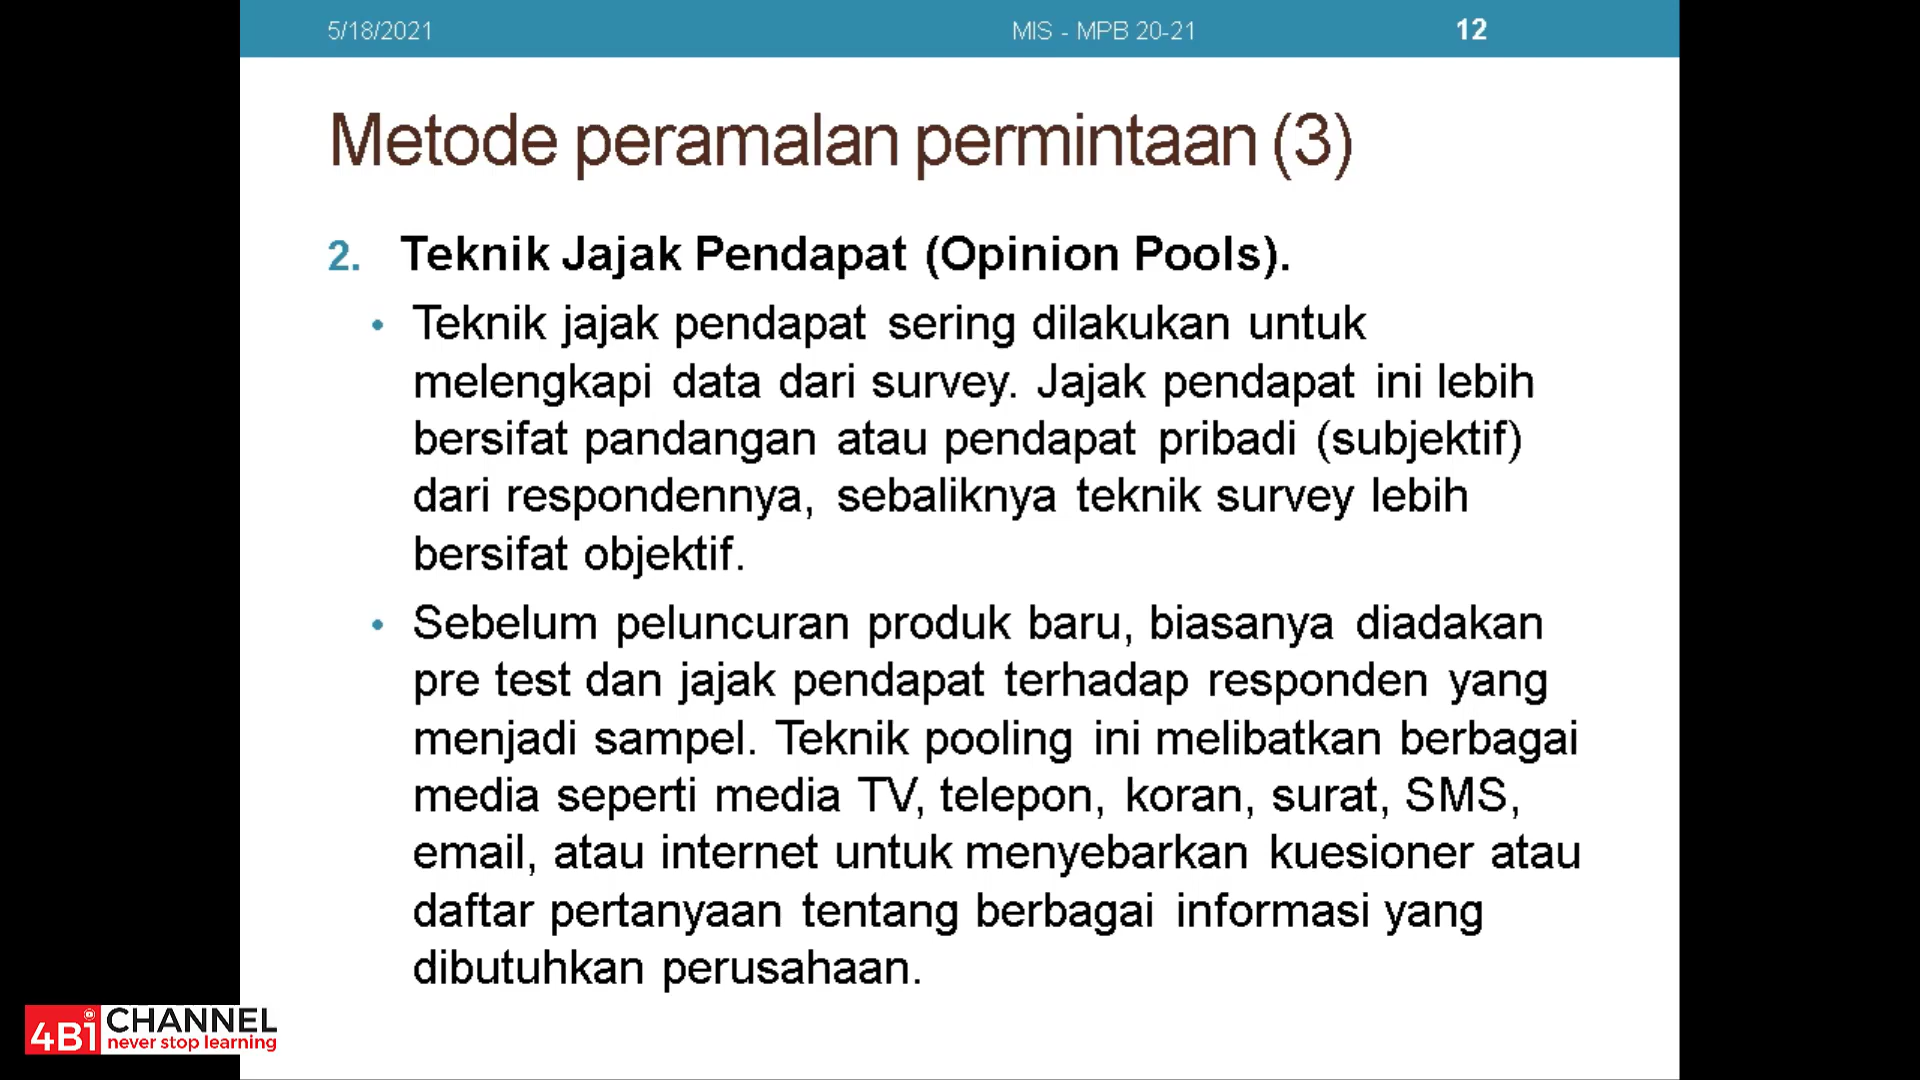 5/18/2021 MIS - MPB 20-21 12
Metode peramalan permintaan (3)
2. Teknik Jajak Pendapat (Opinion Pools).
• Teknik jajak pendapat sering dilakukan untuk
melengkapi data dari survey. Jajak pendapat ini lebih
bersifat pandangan atau pendapat pribadi (subjektif)
dari respondennya, sebaliknya teknik survey lebih
bersifat objektif.
• Sebelum peluncuran produk baru, biasanya diadakan
pre test dan jajak pendapat terhadap responden yang
menjadi sampel. Teknik pooling ini melibatkan berbagai
media seperti media TV, telepon, koran, surat, SMS,
email, atau internet untuk menyebarkan kuesioner atau
daftar pertanyaan tentang berbagai informasi yang
dibutuhkan perusahaan.
4Bi CHANNEL
never stop learning